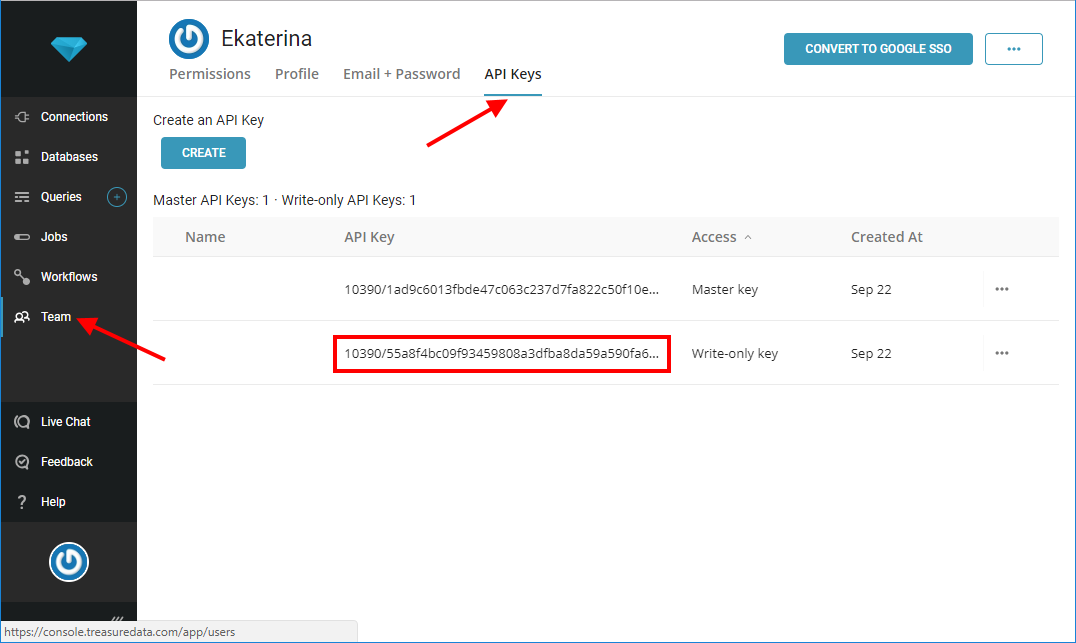 Ekaterina
CONVERT TO GOOGLE SSO
Permissions Profile Email + Password API Keys
Connections
Databases
Queries
Jobs
Workflows
Team
Live Chat
Feedback
? Help
Create an API Key
CREATE
Master API Keys: 1 · Write-only API Keys: 1
Name API Key Access Created At
10390/1ad9c6013fbde47c063c237d7fa822c50f10e... Master key Sep 22
10390/55a8f4bc09f93459808a3dfba8da59a590fa6... Write-only key Sep 22
https://console.treasuredata.com/app/users